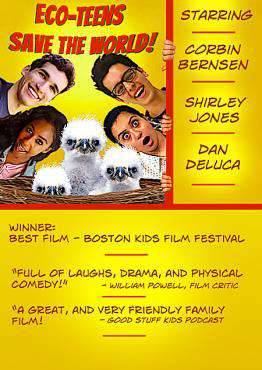 ECO-TEENS
SAVE THE WORLD!
STARRING
CORBIN
BERNSEN
SHIRLEY
JONES
DAN
DELUCA
WINNER:
BEST FILM - BOSTON KIDS FILM FESTIVAL
"FULL OF LAUGHS, DRAMA, AND PHYSICAL
COMEDY!" - WILLIAM POWELL, FILM CRITIC
"A GREAT, AND VERY FRIENDLY FAMILY
FILM! - GOOD STUFF KIDS PODCAST